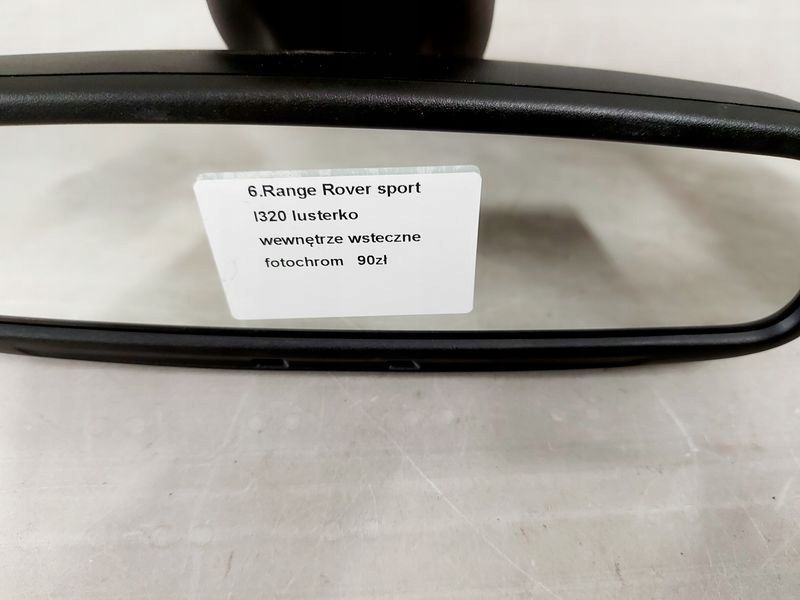 6.Range Rover sport
l320 lusterko
wewnętrze wsteczne
fotochrom 90zł